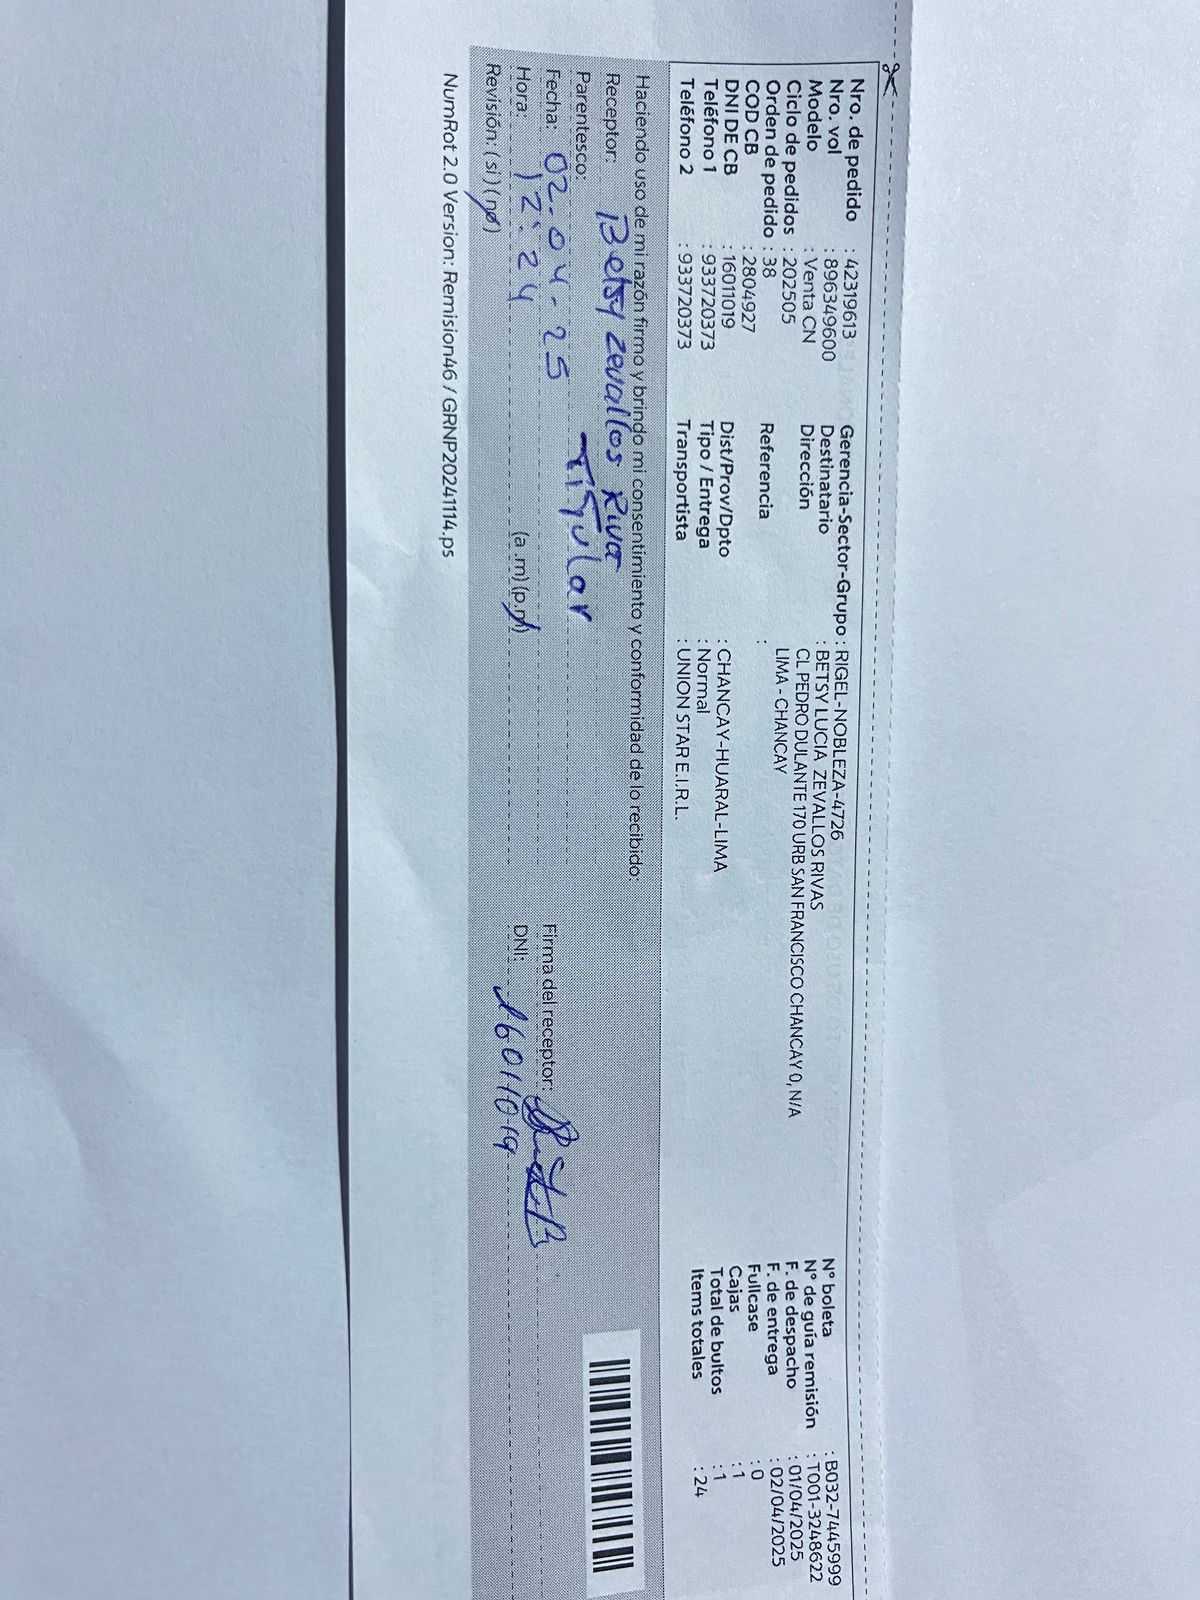 Nro. de pedido : 42319613
Nro. vol : 896349600
Modelo : Venta CN
Ciclo de pedidos : 202505
Orden de pedido : 38
COD CB : 2804927
DNI DE CB : 16011019
Teléfono 1 : 933720373
Teléfono 2 : 933720373
Gerencia-Sector-Grupo : RIGEL-NOBLEZA-4726
Destinatario : BETSY LUCIA ZEVALLOS RIVAS
Dirección CL PEDRO DULANTE 170 URB SAN FRANCISCO CHANCAY 0, N/A
LIMA - CHANCAY
Referencia :
Dist/Prov/Dpto : CHANCAY-HUARAL-LIMA
Tipo / Entrega : Normal
Transportista : UNION STAR E.I.R.L.
N° boleta : B032-7445999
N° de guía remisión : T001-3248622
F. de despacho : 01/04/2025
F. de entrega : 02/04/2025
Fullcase : 0
Cajas : 1
Total de bultos : 1
Items totales : 24
Haciendo uso de mi razón firmo y brindo mi consentimiento y conformidad de lo recibido:
Receptor: Betsy Zevallos Riva
Parentesco: Titular
Fecha: 02.04.25
Hora: 12:24 (a.m) (p.m)
Revisión: (si) (no)
Firma del receptor:
DNI: 16011019
NumRot 2.0 Version: Remision46 / GRNP20241114.ps